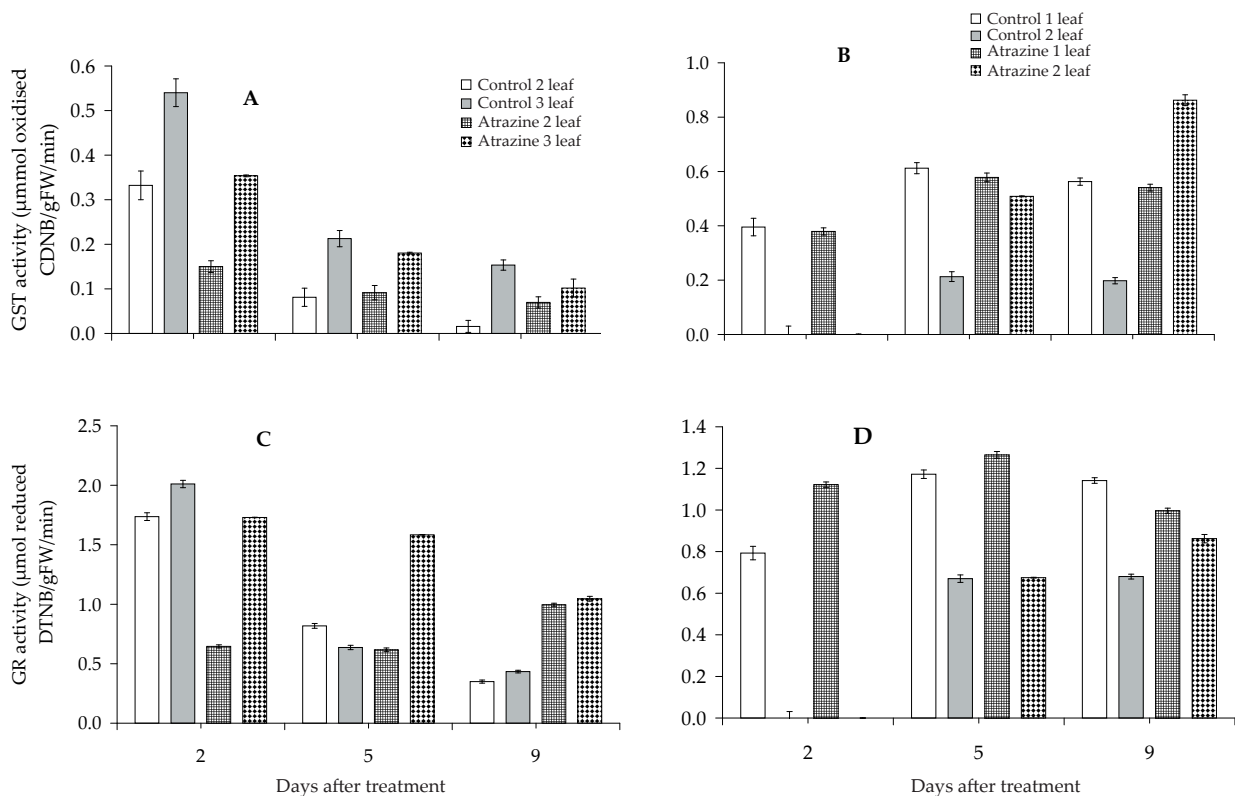 GST activity (µmmol oxidised
CDNB/gFW/min)
A
0.6
0.5
0.4
0.3
0.2
0.1
0.0
Control 2 leaf
Control 3 leaf
Atrazine 2 leaf
Atrazine 3 leaf
B
Control 1 leaf
Control 2 leaf
Atrazine 1 leaf
Atrazine 2 leaf
1.0
0.8
0.6
0.4
0.2
0.0
GR activity (µmol reduced
DTNB/gFW/min)
C
2.5
2.0
1.5
1.0
0.5
0.0
2 5 9
Days after treatment
D
1.4
1.2
1.0
0.8
0.6
0.4
0.2
0.0
2 5 9
Days after treatment